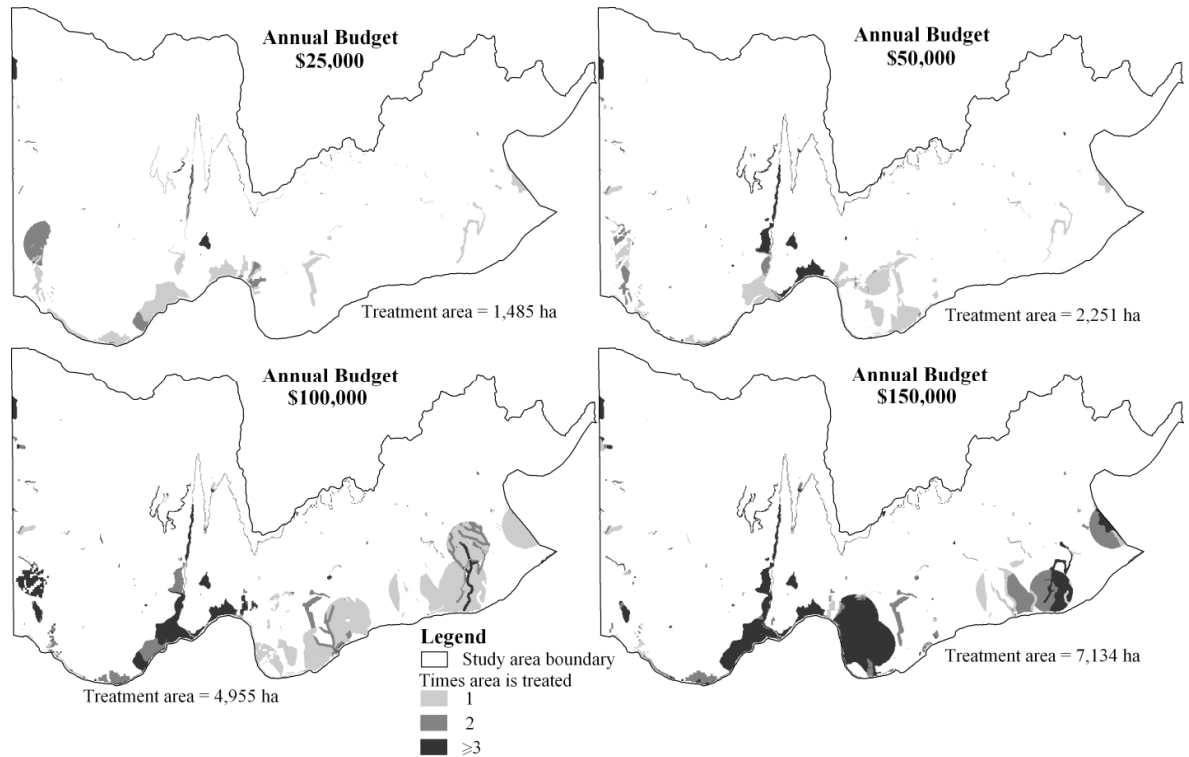 Annual Budget
$25,000
Treatment area = 1,485 ha
Annual Budget
$50,000
Treatment area = 2,251 ha
Annual Budget
$100,000
Treatment area = 4,955 ha
Annual Budget
$150,000
Treatment area = 7,134 ha
Legend
Study area boundary
Times area is treated
1
2
⩾3